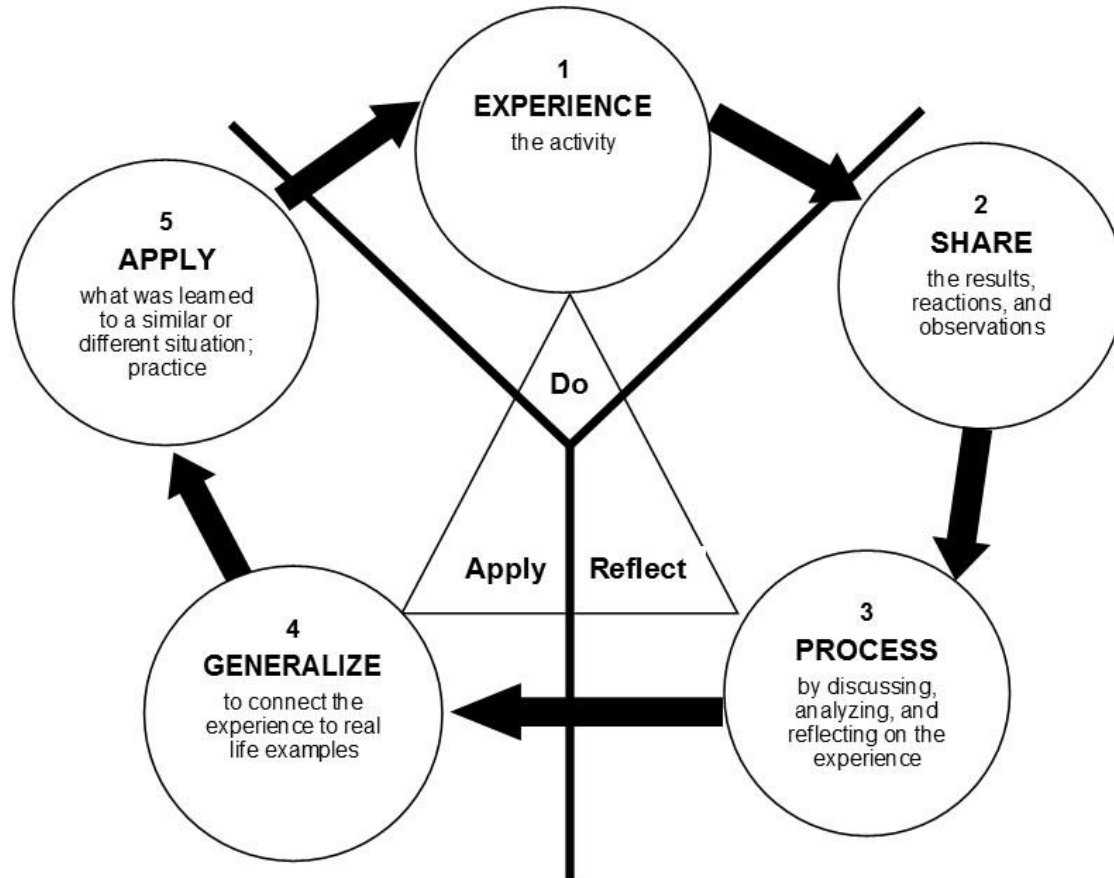 1
EXPERIENCE
the activity
2
SHARE
the results,
reactions, and
observations
3
PROCESS
by discussing,
analyzing, and
reflecting on the
experience
4
GENERALIZE
to connect the
experience to real
life examples
5
APPLY
what was learned
to a similar or
different situation;
practice
Do
Apply
Reflect